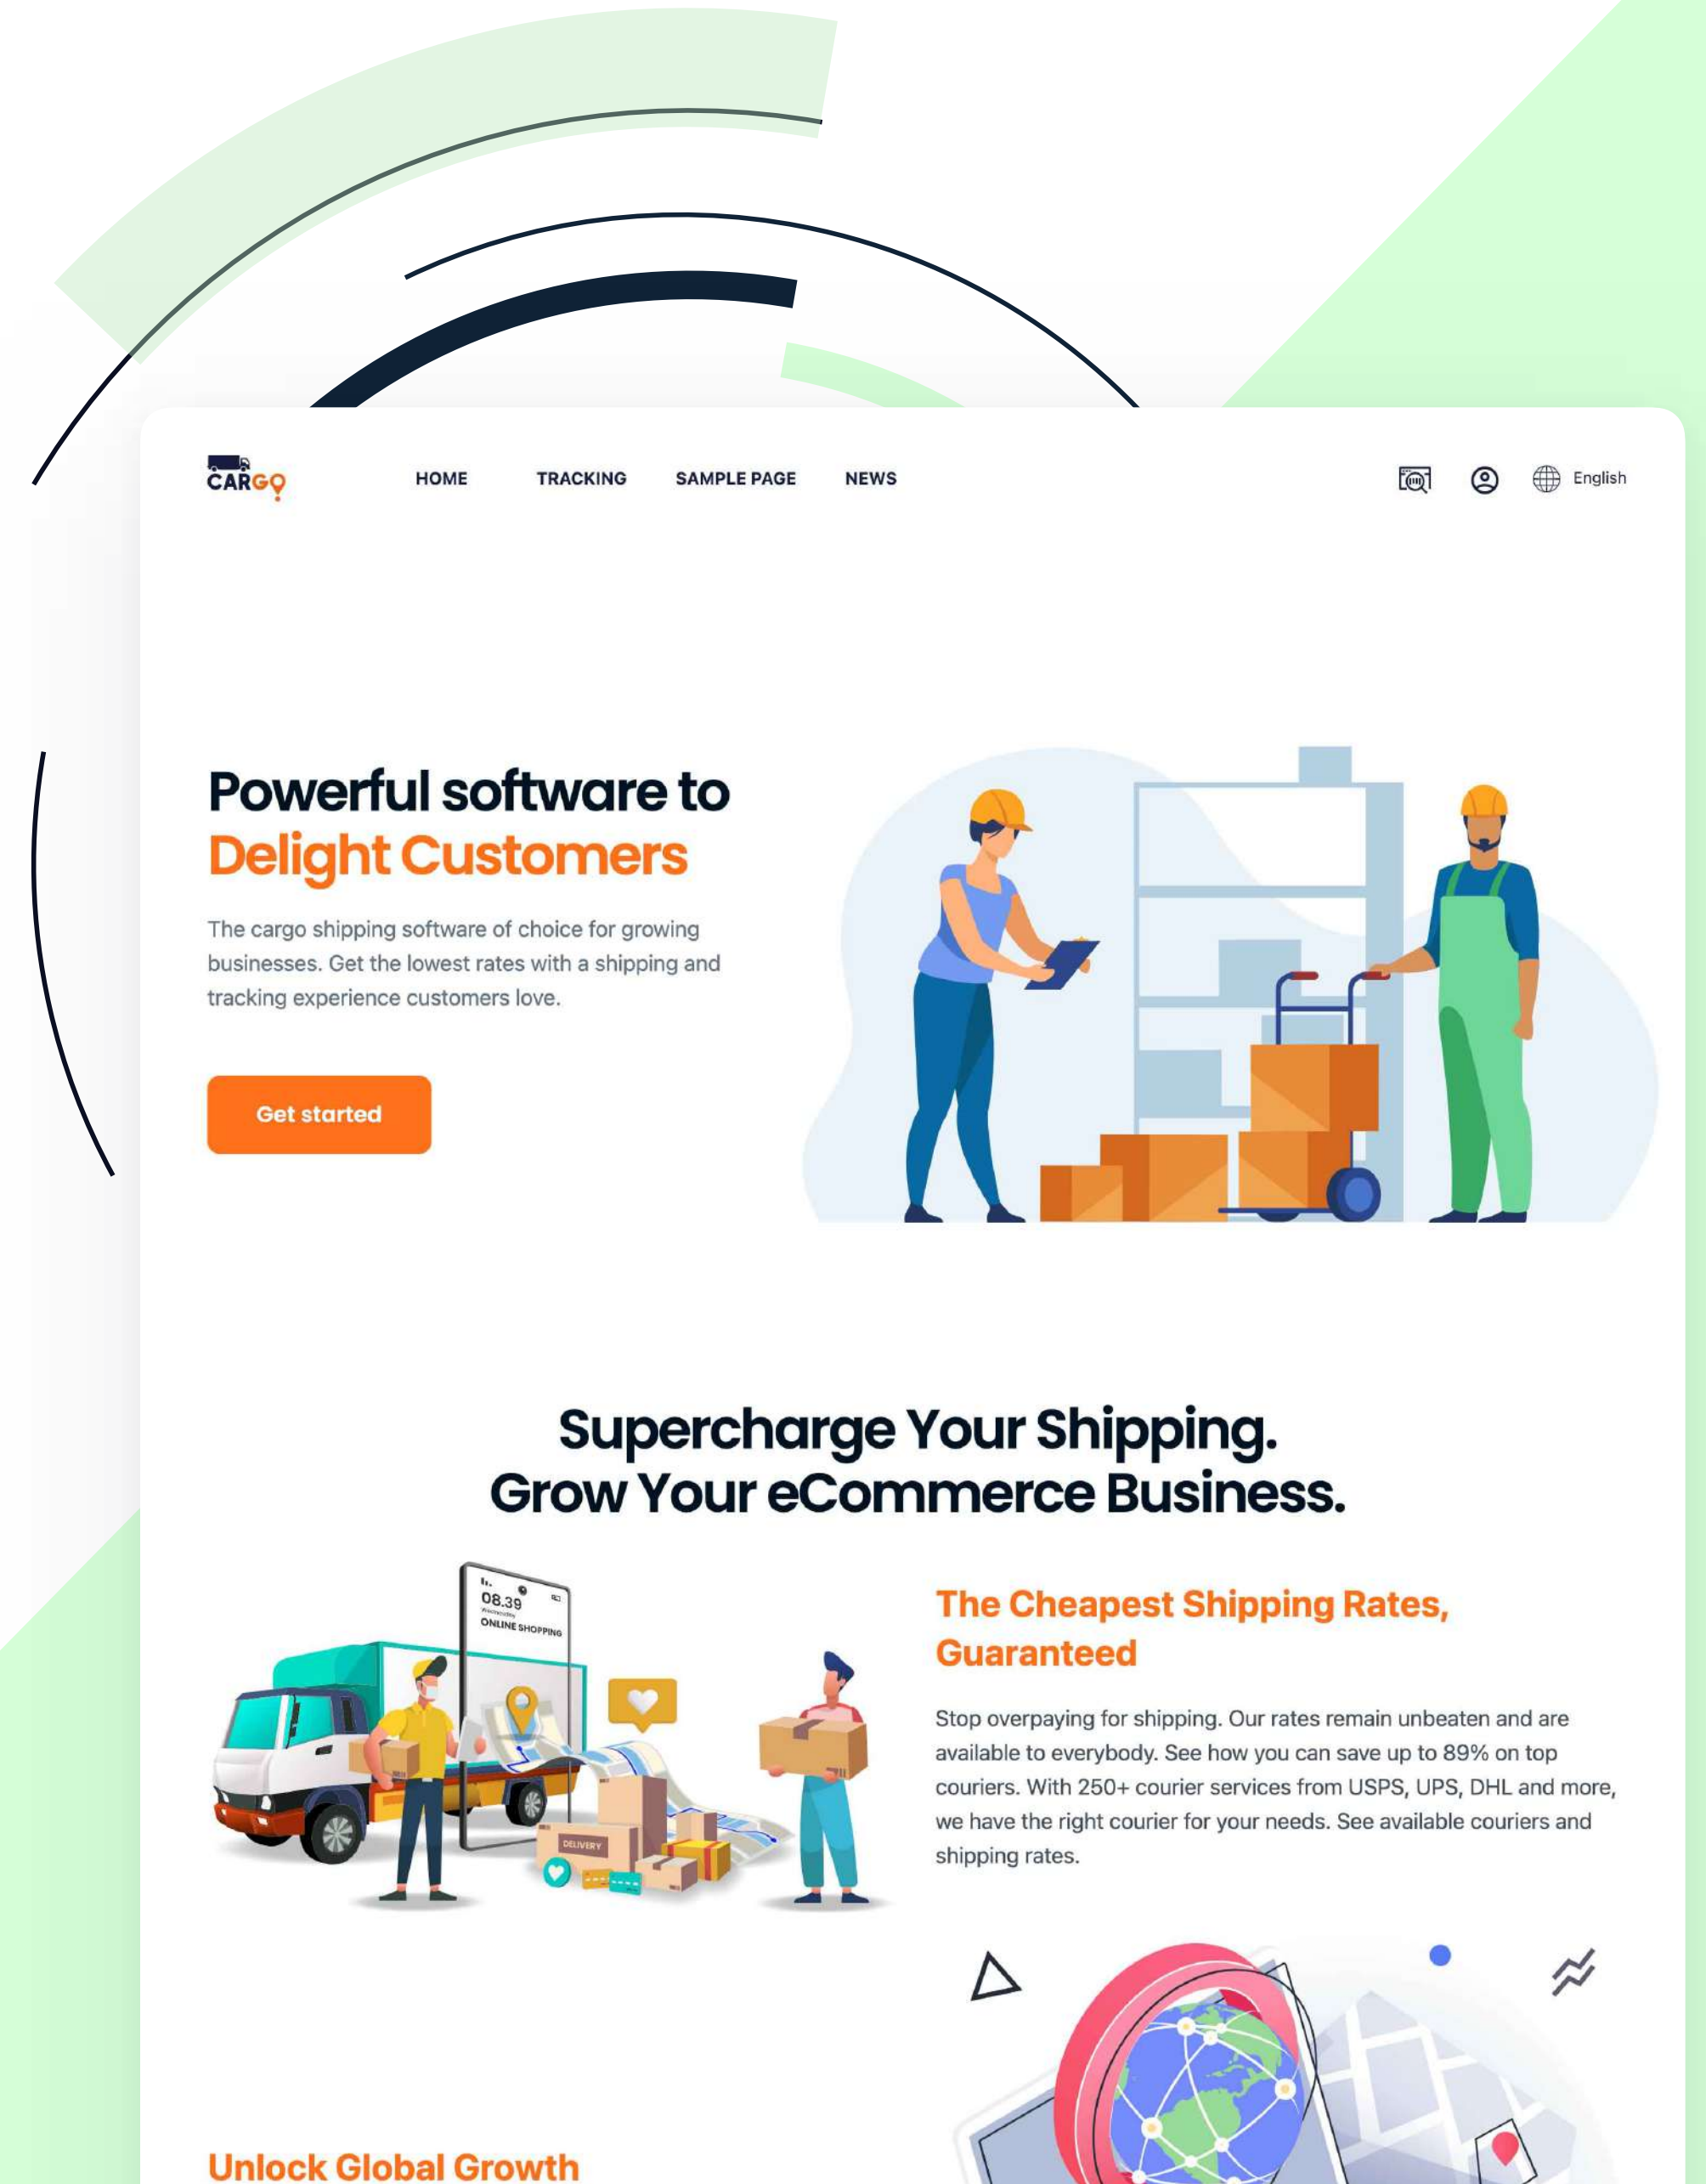 CARGO
HOME
TRACKING
SAMPLE PAGE
NEWS
English
Powerful software to
Delight Customers
The cargo shipping software of choice for growing
businesses. Get the lowest rates with a shipping and
tracking experience customers love.
Get started
Supercharge Your Shipping.
Grow Your eCommerce Business.
08.39
Wednesday
ONLINE SHOPPING
DELIVERY
The Cheapest Shipping Rates,
Guaranteed
Stop overpaying for shipping. Our rates remain unbeaten and are
available to everybody. See how you can save up to 89% on top
couriers. With 250+ courier services from USPS, UPS, DHL and more,
we have the right courier for your needs. See available couriers and
shipping rates.
Unlock Global Growth